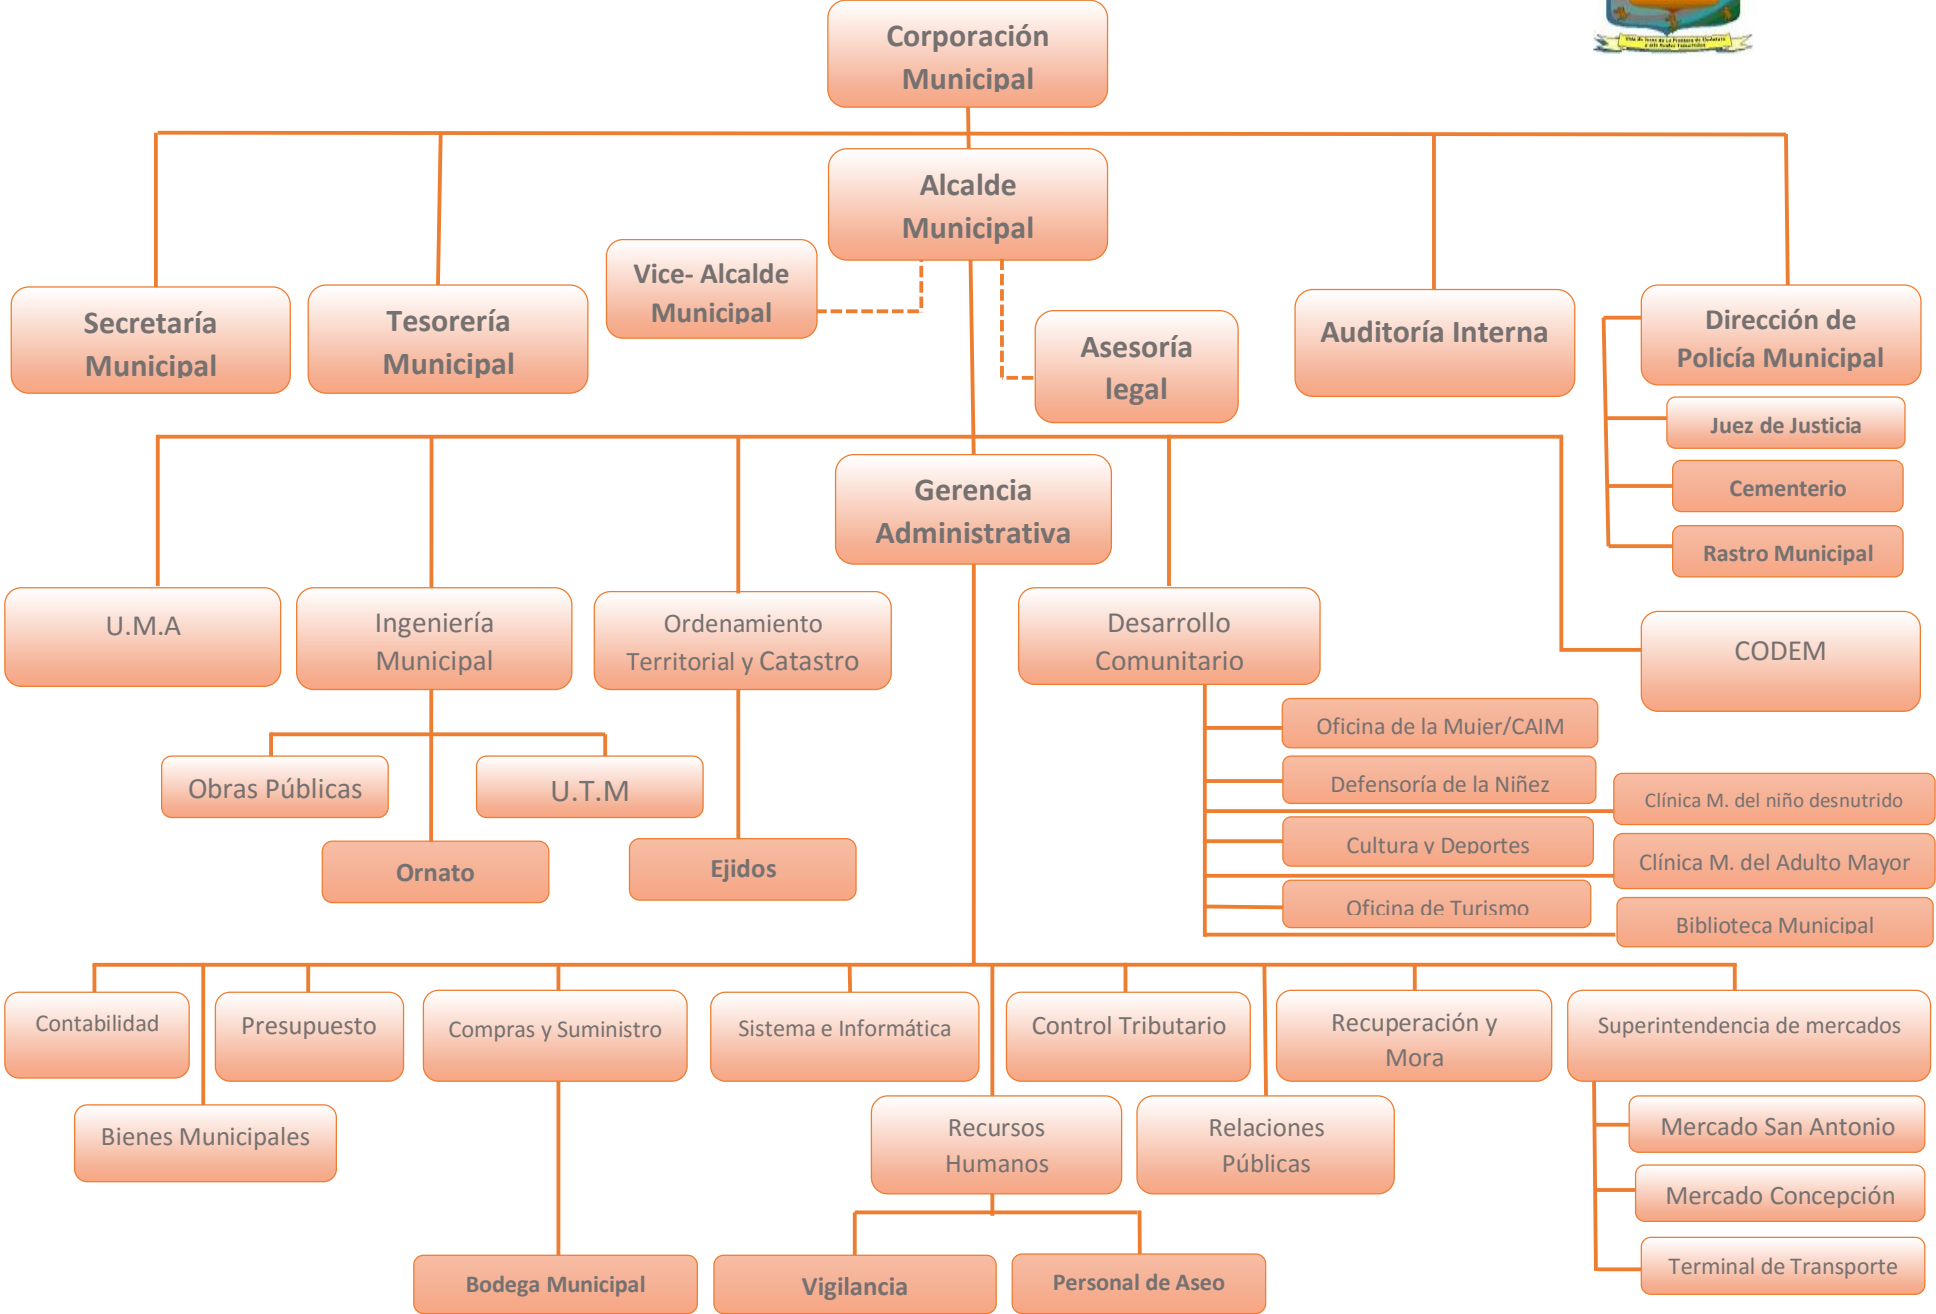 Corporación
Municipal
Alcalde
Municipal
Vice- Alcalde
Municipal
Secretaría
Municipal
Tesorería
Municipal
Asesoría
legal
Auditoría Interna
Dirección de
Policía Municipal
Juez de Justicia
Cementerio
Rastro Municipal
Gerencia
Administrativa
U.M.A
Ingeniería
Municipal
Ordenamiento
Territorial y Catastro
Desarrollo
Comunitario
CODEM
Obras Públicas
U.T.M
Ornato
Ejidos
Oficina de la Mujer/CAIM
Defensoría de la Niñez
Clínica M. del niño desnutrido
Cultura y Deportes
Clínica M. del Adulto Mayor
Oficina de Turismo
Biblioteca Municipal
Contabilidad
Presupuesto
Compras y Suministro
Sistema e Informática
Control Tributario
Recuperación y
Mora
Superintendencia de mercados
Bienes Municipales
Recursos
Humanos
Relaciones
Públicas
Mercado San Antonio
Mercado Concepción
Terminal de Transporte
Bodega Municipal
Vigilancia
Personal de Aseo